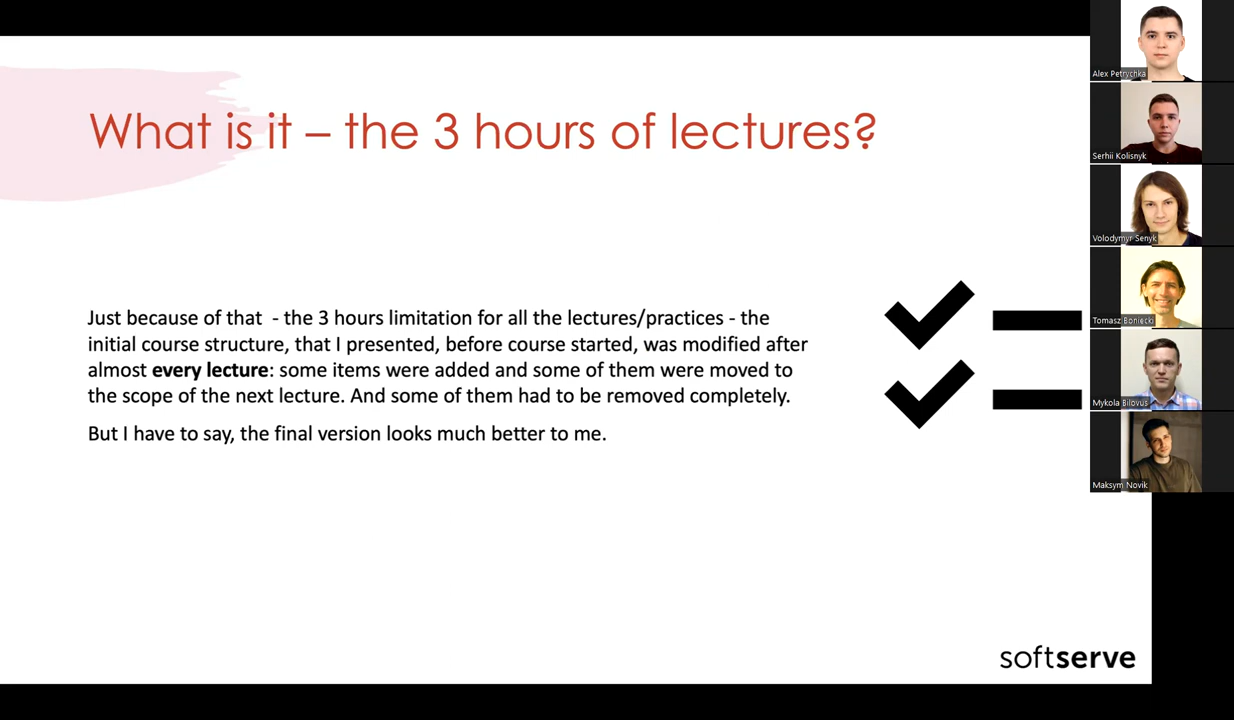 What is it – the 3 hours of lectures?
Just because of that - the 3 hours limitation for all the lectures/practices - the
initial course structure, that I presented, before course started, was modified after
almost every lecture: some items were added and some of them were moved to
the scope of the next lecture. And some of them had to be removed completely.
But I have to say, the final version looks much better to me.
softserve
Alex Petrychka
Serhii Kolisnyk
Volodymyr Senyk
Tomasz Boniecki
Mykola Bilovus
Maksym Novik